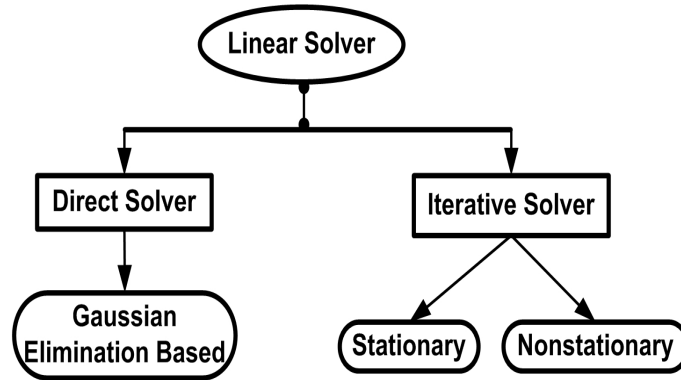 Linear Solver
Direct Solver
Iterative Solver
Gaussian
Elimination Based
Stationary
Nonstationary